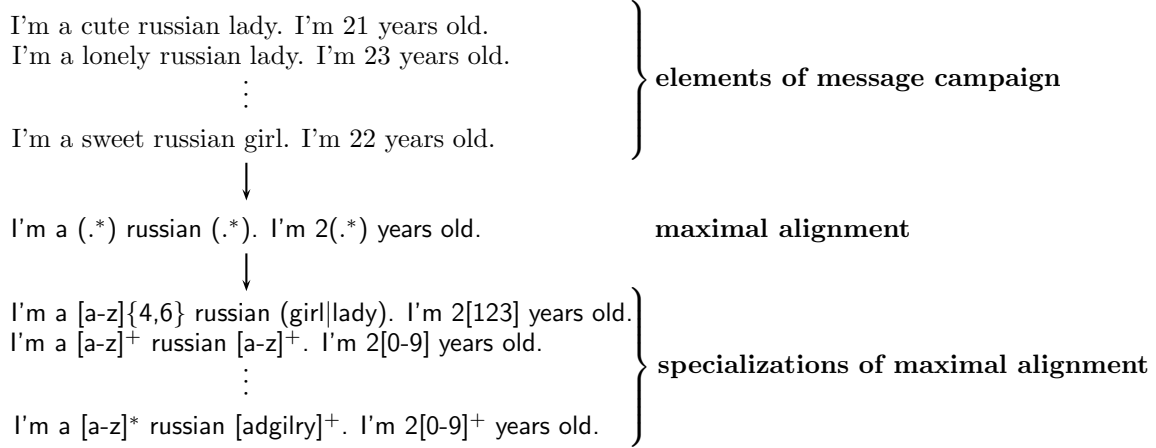 I'm a cute russian lady. I'm 21 years old.
I'm a lonely russian lady. I'm 23 years old.
elements of message campaign
⋮
I'm a sweet russian girl. I'm 22 years old.
I'm a (.*) russian (.*). I'm 2(.*) years old.
maximal alignment
I'm a [a-z]{4,6} russian (girl|lady). I'm 2[123] years old.
I'm a [a-z]⁺ russian [a-z]⁺. I'm 2[0-9] years old.
specializations of maximal alignment
⋮
I'm a [a-z]* russian [adgilry]⁺. I'm 2[0-9]⁺ years old.